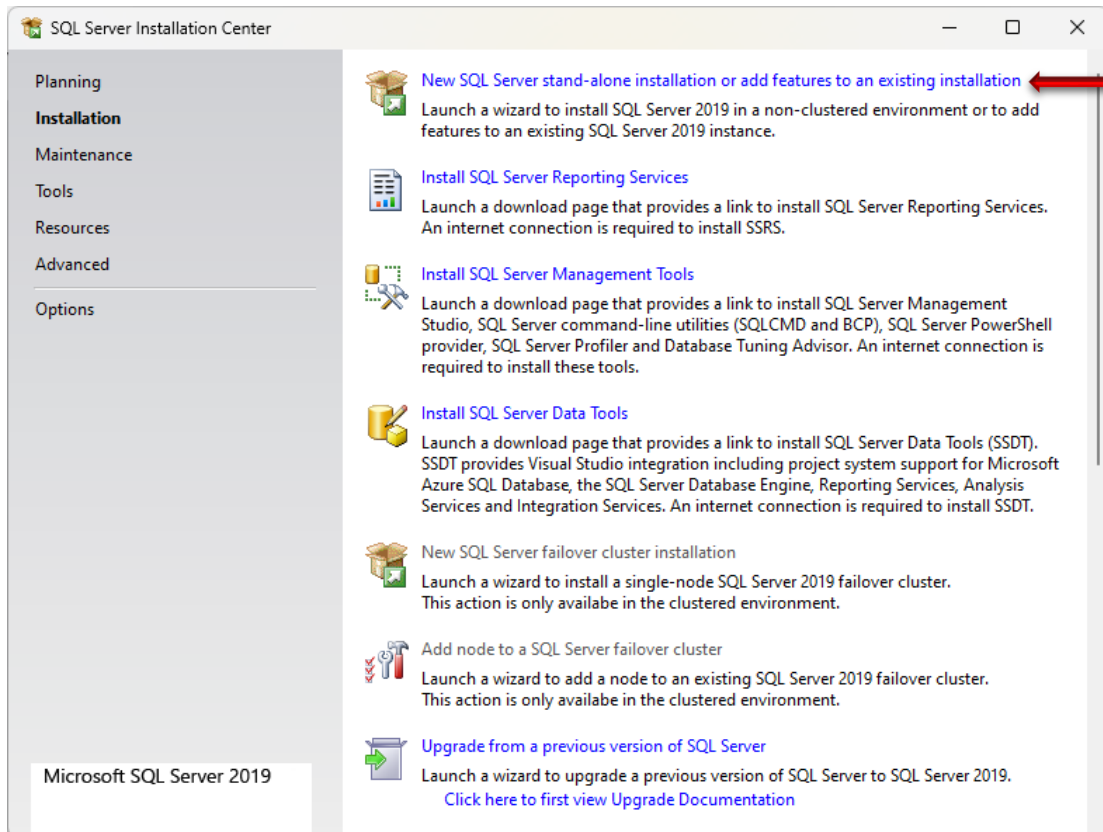 SQL Server Installation Center
Planning
Installation
Maintenance
Tools
Resources
Advanced
Options
Microsoft SQL Server 2019
New SQL Server stand-alone installation or add features to an existing installation
Launch a wizard to install SQL Server 2019 in a non-clustered environment or to add
features to an existing SQL Server 2019 instance.
Install SQL Server Reporting Services
Launch a download page that provides a link to install SQL Server Reporting Services.
An internet connection is required to install SSRS.
Install SQL Server Management Tools
Launch a download page that provides a link to install SQL Server Management
Studio, SQL Server command-line utilities (SQLCMD and BCP), SQL Server PowerShell
provider, SQL Server Profiler and Database Tuning Advisor. An internet connection is
required to install these tools.
Install SQL Server Data Tools
Launch a download page that provides a link to install SQL Server Data Tools (SSDT).
SSDT provides Visual Studio integration including project system support for Microsoft
Azure SQL Database, the SQL Server Database Engine, Reporting Services, Analysis
Services and Integration Services. An internet connection is required to install SSDT.
New SQL Server failover cluster installation
Launch a wizard to install a single-node SQL Server 2019 failover cluster.
This action is only availabe in the clustered environment.
Add node to a SQL Server failover cluster
Launch a wizard to add a node to an existing SQL Server 2019 failover cluster.
This action is only availabe in the clustered environment.
Upgrade from a previous version of SQL Server
Launch a wizard to upgrade a previous version of SQL Server to SQL Server 2019.
Click here to first view Upgrade Documentation